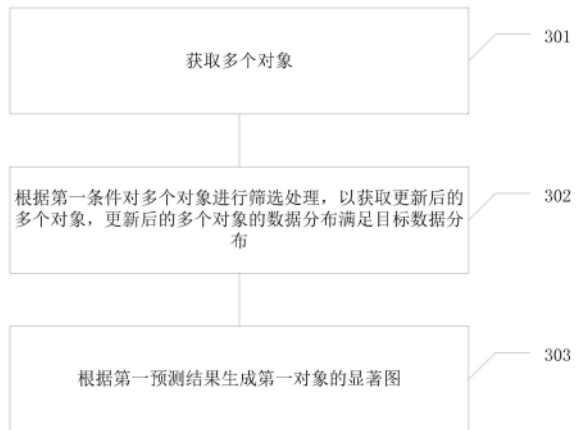 获取多个对象
301
根据第一条件对多个对象进行筛选处理，以获取更新后的
多个对象，更新后的多个对象的数据分布满足目标数据分
布
302
根据第一预测结果生成第一对象的显著图
303